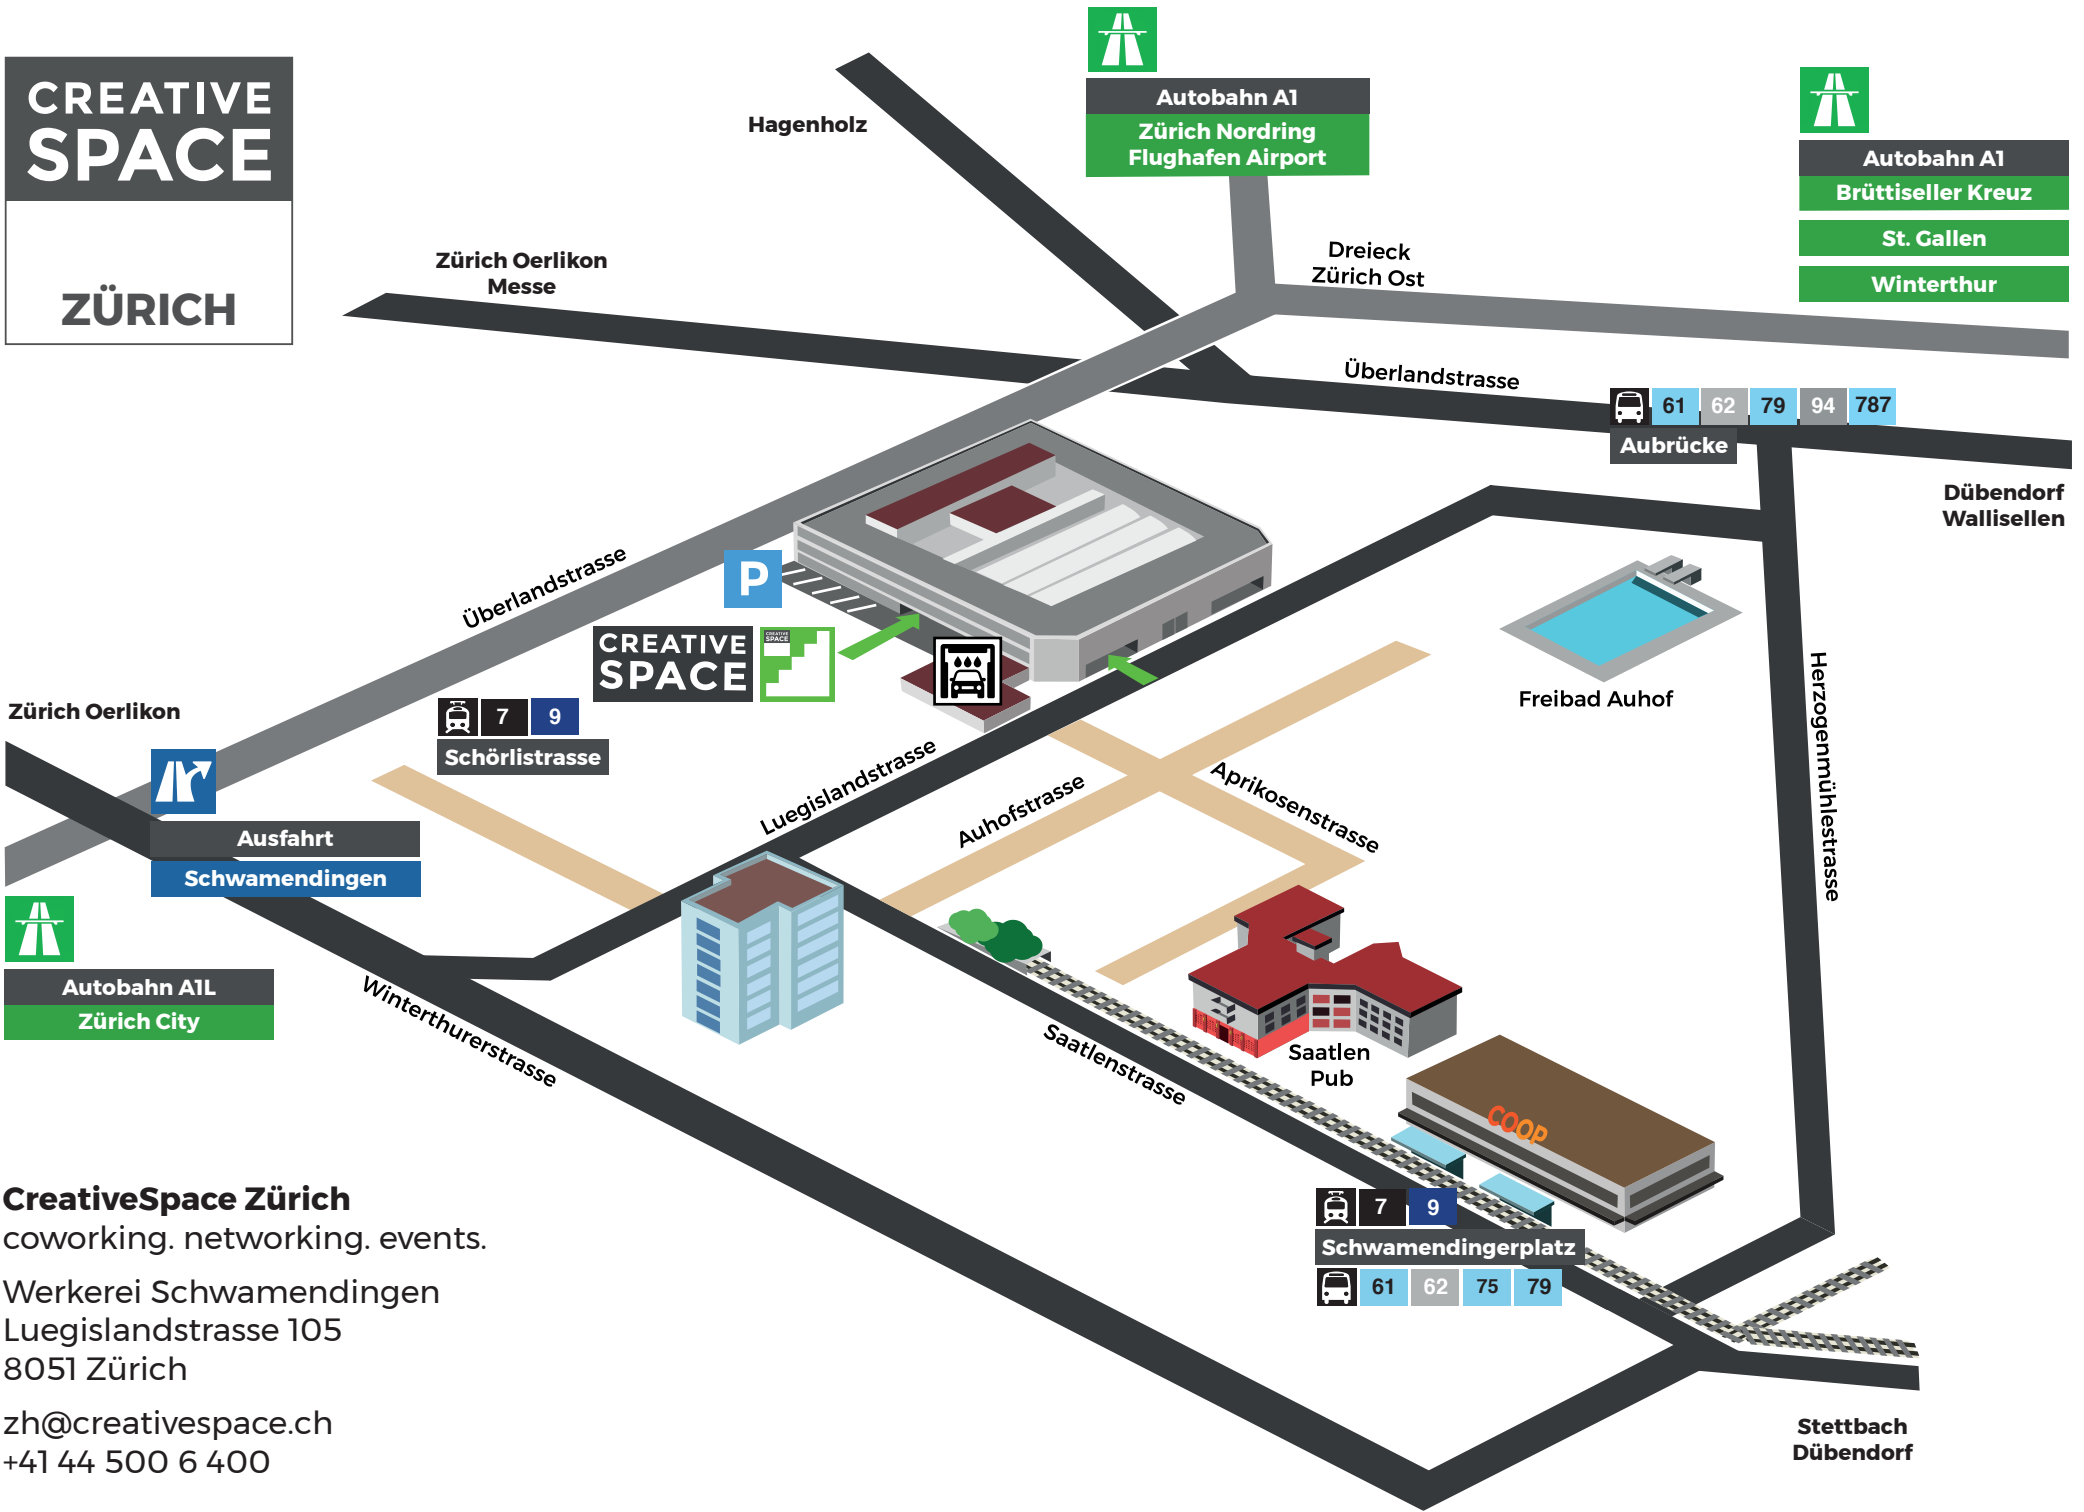 CREATIVE
SPACE
ZÜRICH
Hagenholz
Autobahn A1
Zürich Nordring
Flughafen Airport
Autobahn A1
Brüttiseller Kreuz
St. Gallen
Winterthur
Zürich Oerlikon
Messe
Dreieck
Zürich Ost
Überlandstrasse
61 62 79 94 787
Aubrücke
Dübendorf
Wallisellen
Überlandstrasse
P
CREATIVE
SPACE
CREATIVE
SPACE
Freibad Auhof
Herzogenmühlestrasse
Zürich Oerlikon
7 9
Schörlistrasse
Luegislandstrasse
Auhofstrasse
Aprikosenstrasse
Ausfahrt
Schwamendingen
Autobahn A1L
Zürich City
Winterthurerstrasse
Saatlenstrasse
Saatlen
Pub
COOP
7 9
Schwamendingerplatz
61 62 75 79
Stettbach
Dübendorf
CreativeSpace Zürich
coworking. networking. events.
Werkerei Schwamendingen
Luegislandstrasse 105
8051 Zürich
zh@creativespace.ch
+41 44 500 6 400